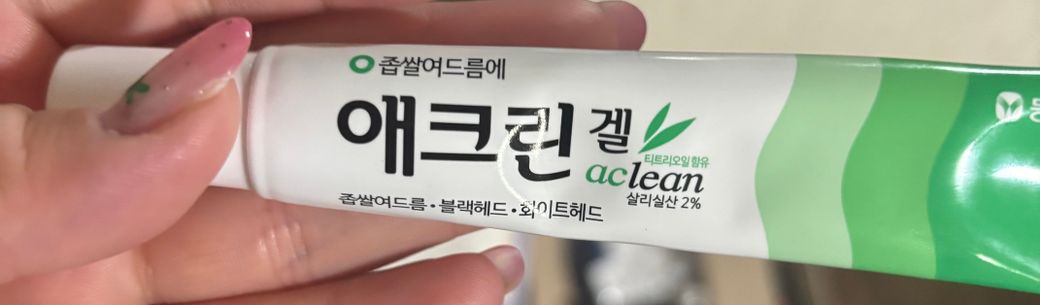 좁쌀여드름에
애크린 겔
티트리오일 함유
aclean
살리실산 2%
좁쌀여드름·블랙헤드·화이트헤드